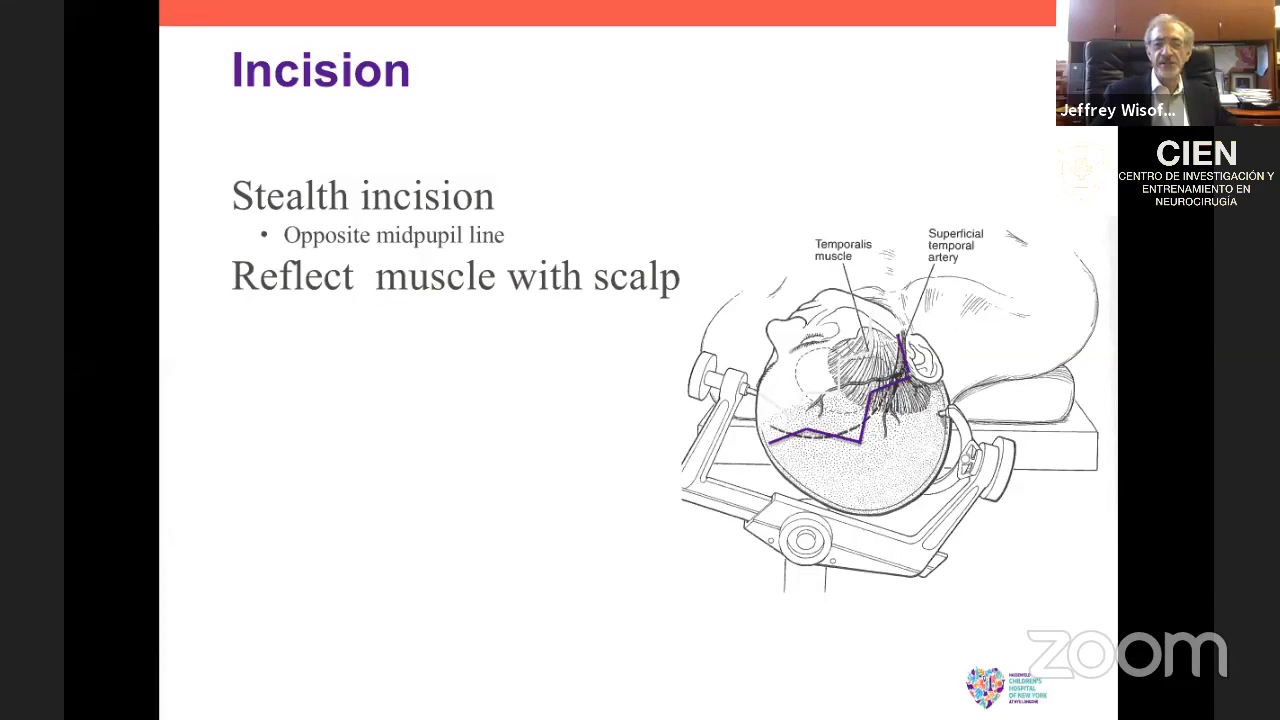 Incision
Stealth incision
• Opposite midpupil line
Reflect muscle with scalp
Temporalis
muscle
Superficial
temporal
artery
Jeffrey Wisof...
CIEN
CENTRO DE INVESTIGACIÓN Y
ENTRENAMIENTO EN
NEUROCIRUGÍA
CHILDREN'S
HOSPITAL
OF NEW YORK
AT NYU LANGONE
zoom